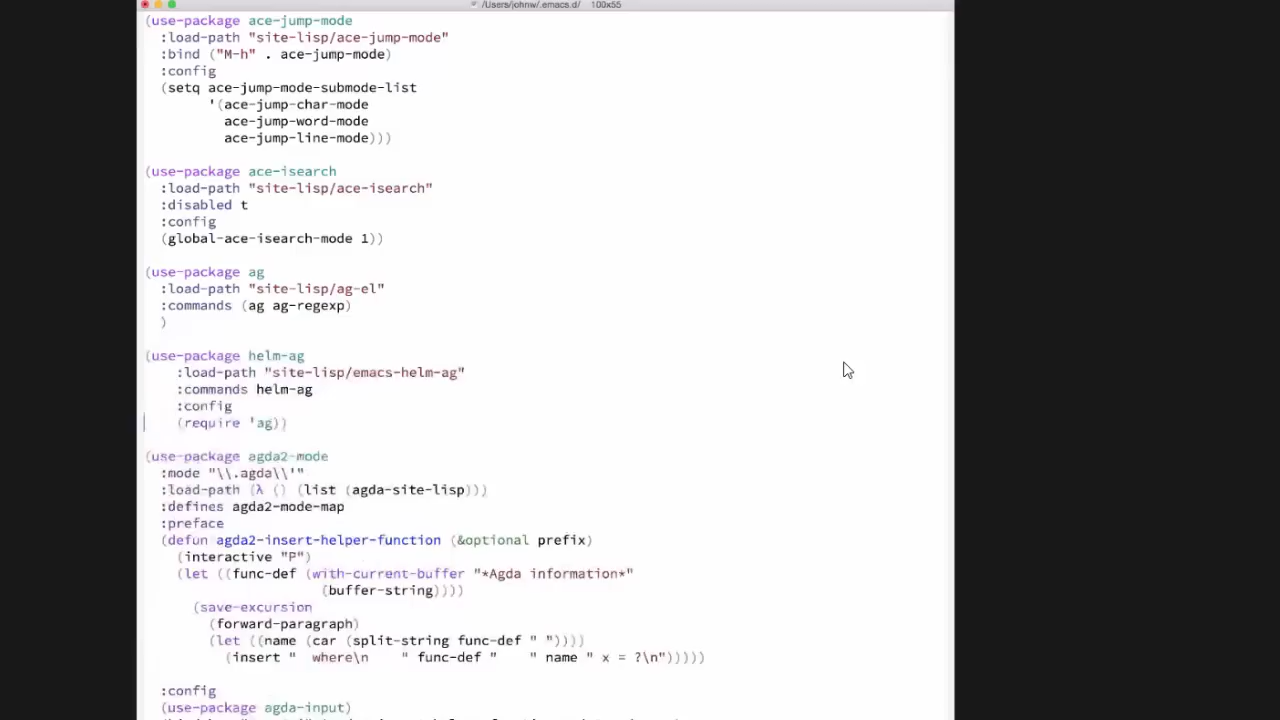 /Users/johnw/.emacs.d/ 100x55
(use-package ace-jump-mode
  :load-path "site-lisp/ace-jump-mode"
  :bind ("M-h" . ace-jump-mode)
  :config
  (setq ace-jump-mode-submode-list
        '(ace-jump-char-mode
          ace-jump-word-mode
          ace-jump-line-mode)))
(use-package ace-isearch
  :load-path "site-lisp/ace-isearch"
  :disabled t
  :config
  (global-ace-isearch-mode 1))
(use-package ag
  :load-path "site-lisp/ag-el"
  :commands (ag ag-regexp)
  )
(use-package helm-ag
    :load-path "site-lisp/emacs-helm-ag"
    :commands helm-ag
    :config
    (require 'ag))
(use-package agda2-mode
  :mode "\\.agda\\'"
  :load-path (λ () (list (agda-site-lisp)))
  :defines agda2-mode-map
  :preface
  (defun agda2-insert-helper-function (&optional prefix)
    (interactive "P")
    (let ((func-def (with-current-buffer "*Agda information*"
                      (buffer-string))))
      (save-excursion
        (forward-paragraph)
        (let ((name (car (split-string func-def " "))))
          (insert "  where\n    " func-def "    " name " x = ?\n")))))
  :config
  (use-package agda-input)